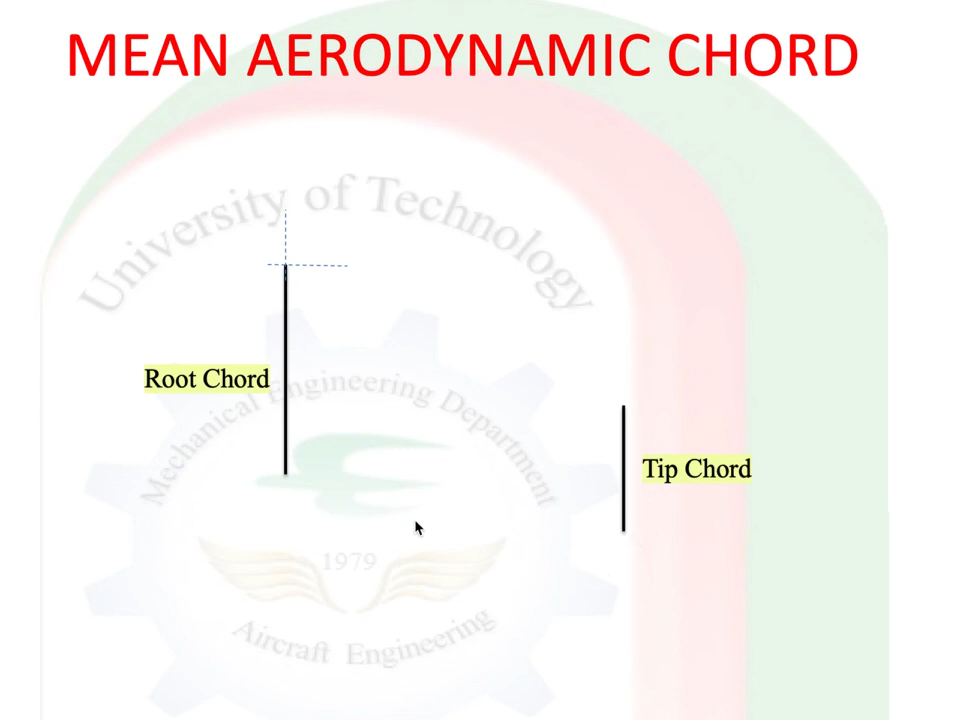 MEAN AERODYNAMIC CHORD
University of Technology
Root Chord
Mechanical Engineering Department
Tip Chord
1979
Aircraft Engineering